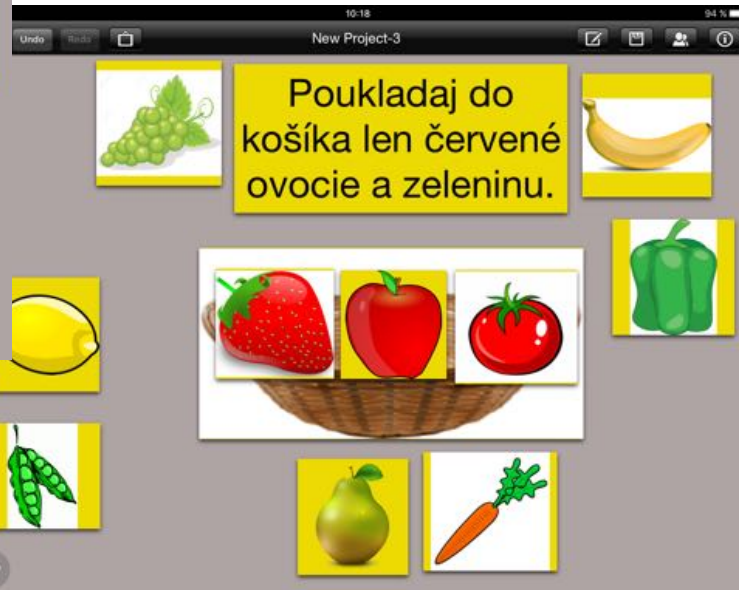 10:18
94 %
Undo
Redo
New Project-3
Poukladaj do
košíka len červené
ovocie a zeleninu.